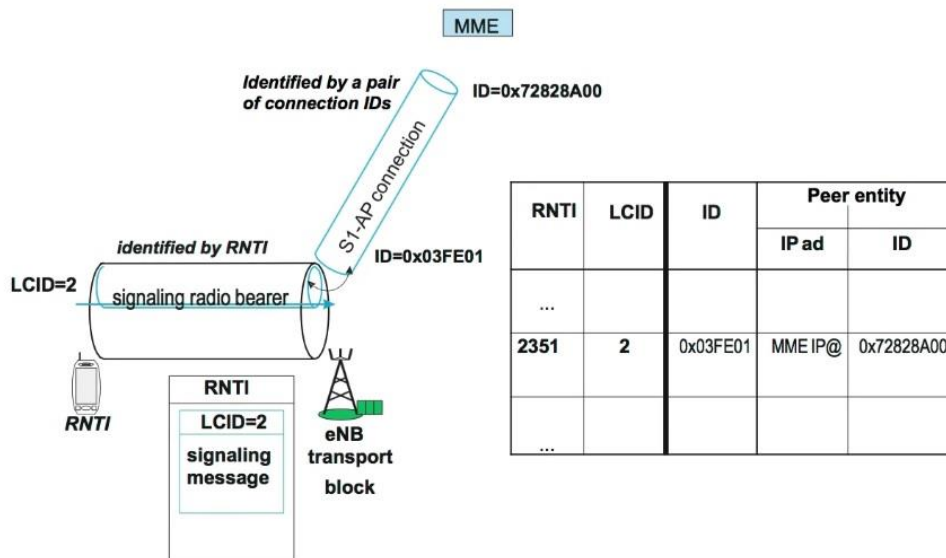 MME
Identified by a pair
of connection IDs
ID=0x72828A00
S1-AP connection
identified by RNTI
ID=0x03FE01
LCID=2
signaling radio bearer
RNTI
RNTI
LCID=2
signaling
message
eNB
transport
block
RNTI LCID ID Peer entity
IP ad ID
...
2351 2 0x03FE01 MME IP@ 0x72828A00
...